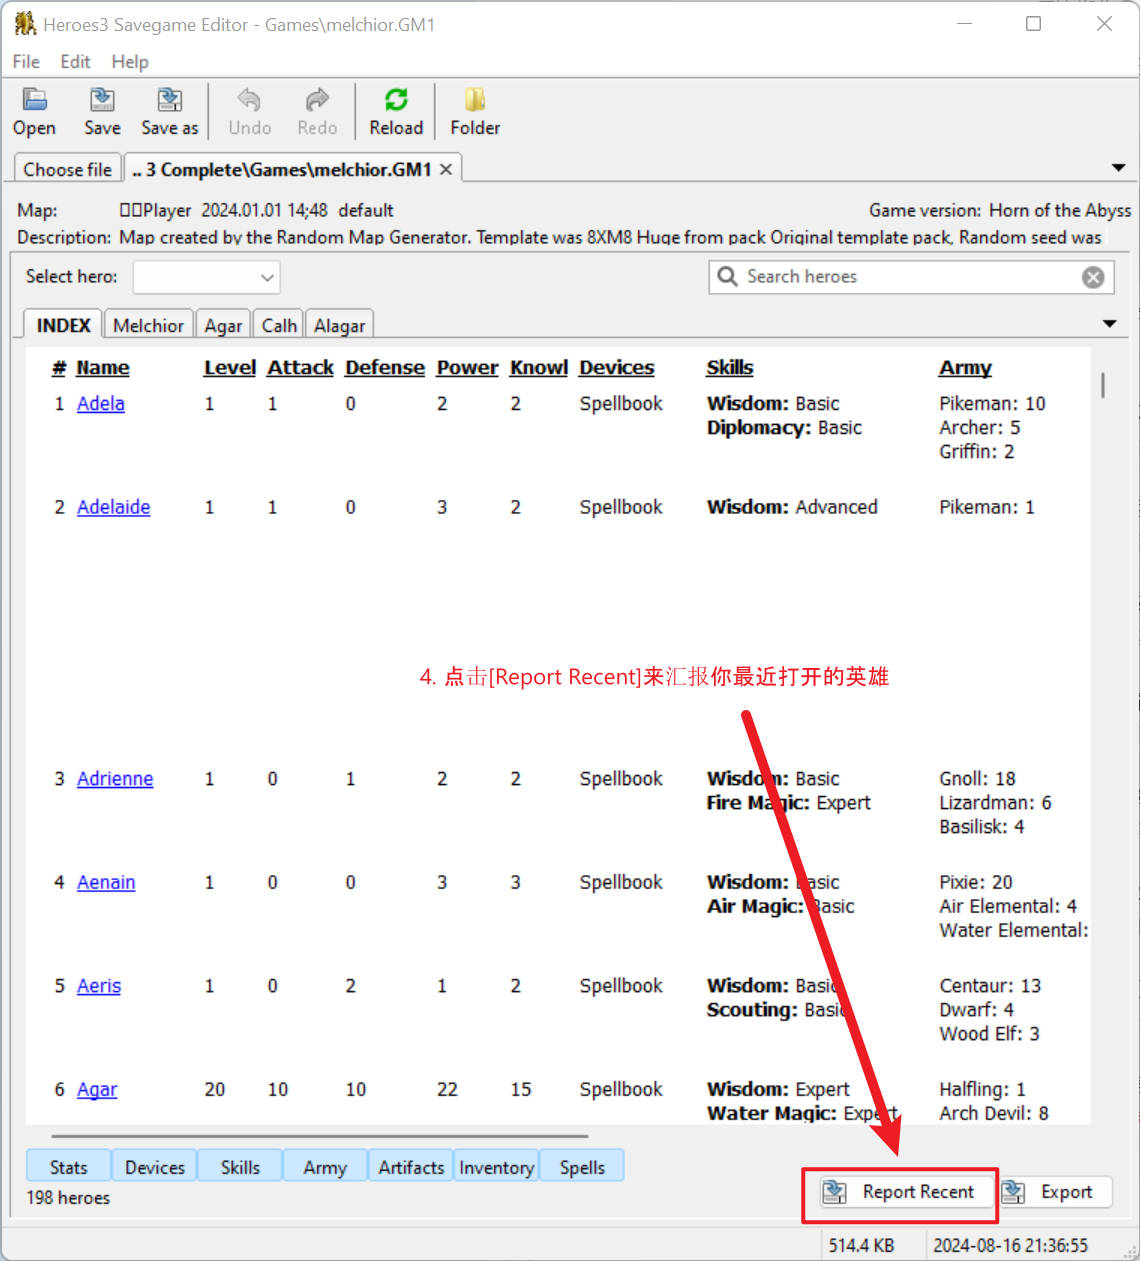 Heroes3 Savegame Editor - Games\melchior.GM1
File Edit Help
Open Save Save as Undo Redo Reload Folder
Choose file .. 3 Complete\Games\melchior.GM1
Map: □□Player 2024.01.01 14;48 default Game version: Horn of the Abyss
Description: Map created by the Random Map Generator. Template was 8XM8 Huge from pack Original template pack, Random seed was
Select hero: Search heroes
INDEX Melchior Agar Calh Alagar
# Name Level Attack Defense Power Knowl Devices Skills Army
1 Adela 1 1 0 2 2 Spellbook Wisdom: Basic Pikeman: 10
Diplomacy: Basic Archer: 5
Griffin: 2
2 Adelaide 1 1 0 3 2 Spellbook Wisdom: Advanced Pikeman: 1
4. 点击[Report Recent]来汇报你最近打开的英雄
3 Adrienne 1 0 1 2 2 Spellbook Wisdom: Basic Gnoll: 18
Fire Magic: Expert Lizardman: 6
Basilisk: 4
4 Aenain 1 0 0 3 3 Spellbook Wisdom: Basic Pixie: 20
Air Magic: Basic Air Elemental: 4
Water Elemental:
5 Aeris 1 0 2 1 2 Spellbook Wisdom: Basic Centaur: 13
Scouting: Basic Dwarf: 4
Wood Elf: 3
6 Agar 20 10 10 22 15 Spellbook Wisdom: Expert Halfling: 1
Water Magic: Expert Arch Devil: 8
Stats Devices Skills Army Artifacts Inventory Spells
198 heroes Report Recent Export
514.4 KB 2024-08-16 21:36:55